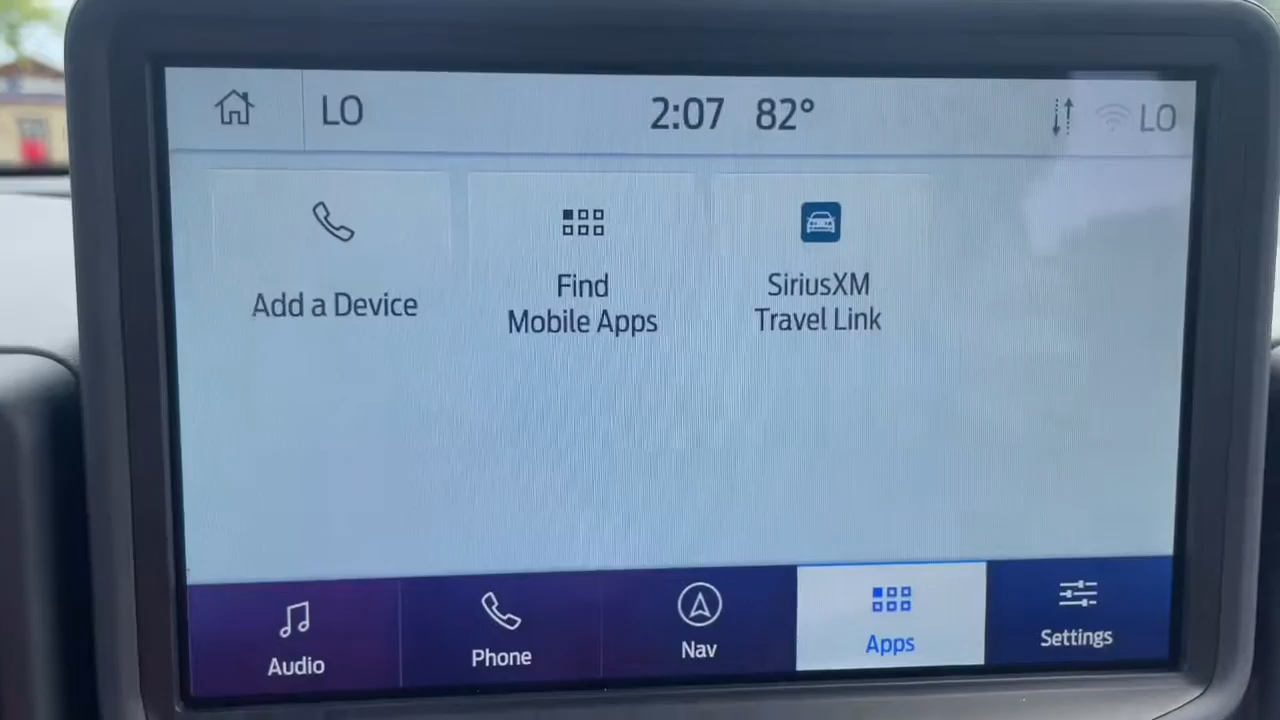 LO
2:07 82°
LO
Add a Device
Find
Mobile Apps
SiriusXM
Travel Link
Audio
Phone
Nav
Apps
Settings